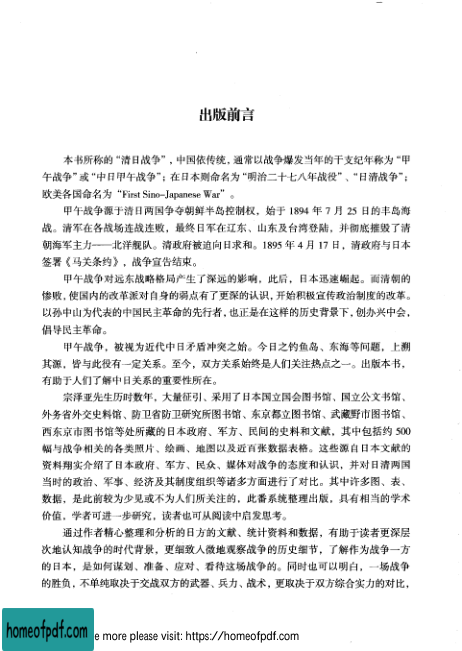 出版前言
本书所称的“清日战争”，中国依传统，通常以战争爆发当年的干支纪年称为“甲
午战争”或“中日甲午战争”；在日本则命名为“明治二十七八年战役”、“日清战争”；
欧美各国命名为“First Sino-Japanese War”。
甲午战争源于清日两国争夺朝鲜半岛控制权，始于 1894 年 7 月 25 日的丰岛海
战。清军在各战场连战连败，最终日军在辽东、山东及台湾登陆，并彻底摧毁了清
朝海军主力——北洋舰队。清政府被迫向日求和。1895 年 4 月 17 日，清政府与日本
签署《马关条约》，战争宣告结束。
甲午战争对远东战略格局产生了深远的影响，此后，日本迅速崛起。而清朝的
惨败，使国内的改革派对自身的弱点有了更深的认识，开始积极宣传政治制度的改革。
以孙中山为代表的中国民主革命的先行者，也正是在这样的历史背景下，创办兴中会，
倡导民主革命。
甲午战争，被视为近代中日矛盾冲突之始。今日之钓鱼岛、东海等问题，上溯
其源，皆与此役有一定关系。至今，双方关系始终是人们关注热点之一。出版本书，
有助于人们了解中日关系的重要性所在。
宗泽亚先生历时数年，大量征引、采用了日本国立国会图书馆、国立公文书馆、
外务省外交史料馆、防卫省防卫研究所图书馆、东京都立图书馆、武藏野市图书馆、
西东京市图书馆等处所藏的日本政府、军方、民间的史料和文献，其中包括约 500
幅与战争相关的各类照片、绘画、地图以及近百张数据表格。这些源自日本文献的
资料翔实介绍了日本政府、军方、民众、媒体对战争的态度和认识，并对日清两国
当时的政治、军事、经济及其制度组织等诸多方面进行了对比。其中许多图、表、
数据，是此前较为少见或不为人们所关注的，此番系统整理出版，具有相当的学术
价值，学者可进一步研究，读者也可从阅读中启发思考。
通过作者精心整理和分析的日方的文献、统计资料和数据，有助于读者更深层
次地认知战争的时代背景，更细致入微地观察战争的历史细节，了解作为战争一方
的日本，是如何谋划、准备、应对、看待这场战争的。同时也可以明白，一场战争
的胜负，不单纯取决于交战双方的武器、兵力、战术，更取决于双方综合实力的对比，
homeofpdf.com
e more please visit: https://homeofpdf.com